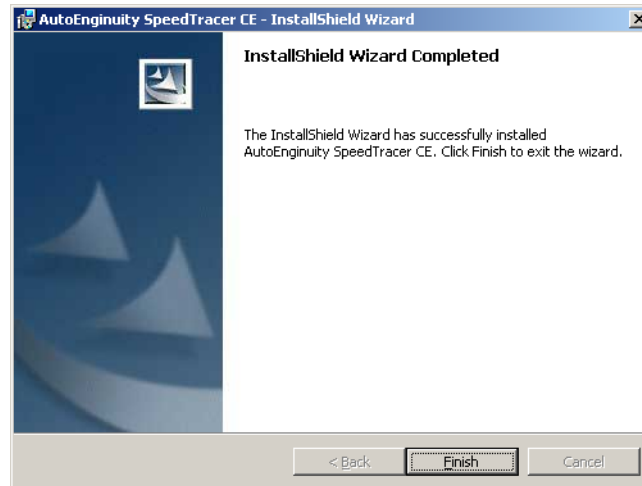 AutoEnginuity SpeedTracer CE - InstallShield Wizard
InstallShield Wizard Completed
The InstallShield Wizard has successfully installed
AutoEnginuity SpeedTracer CE. Click Finish to exit the wizard.
< Back
Finish
Cancel